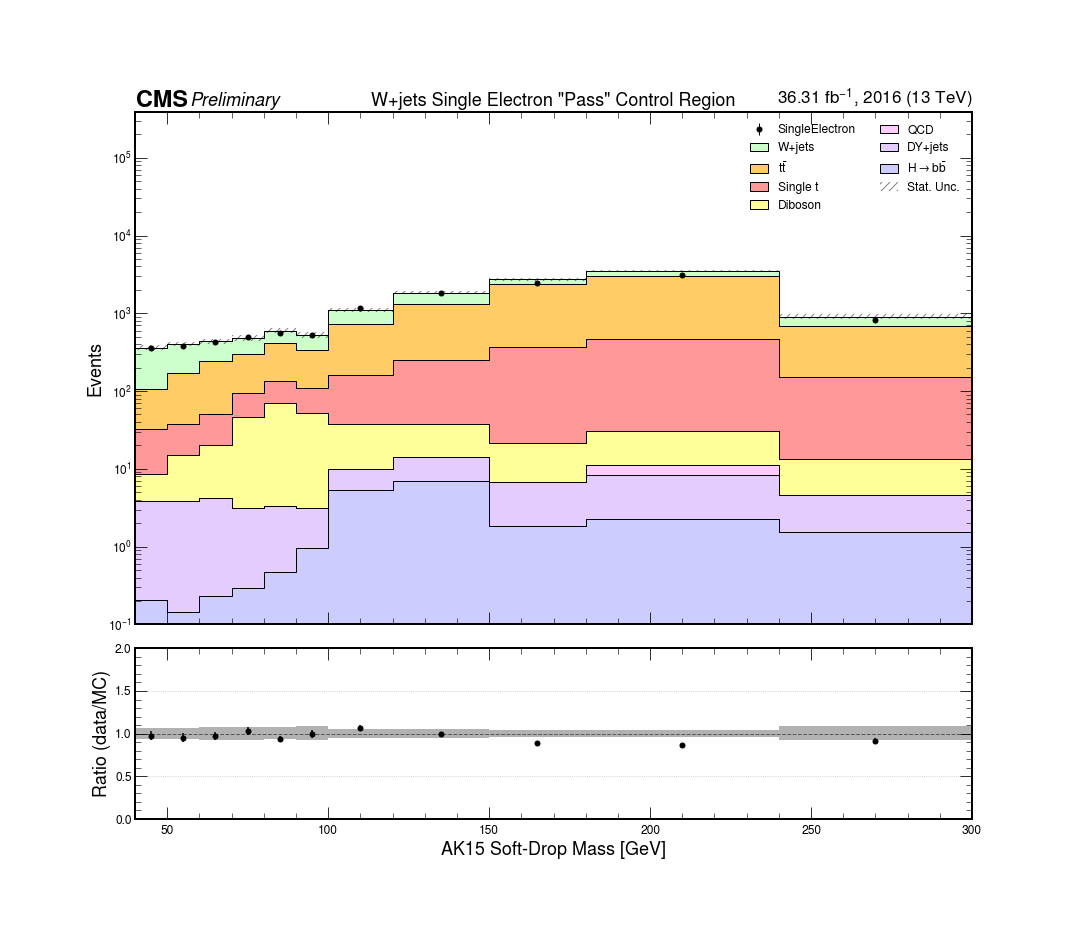 CMS Preliminary W+jets Single Electron "Pass" Control Region 36.31 fb⁻¹, 2016 (13 TeV)
SingleElectron QCD
W+jets DY+jets
tt̄ H→bb̄
Single t Stat. Unc.
Diboson
Events
10⁵
10⁴
10³
10²
10¹
10⁰
10⁻¹
Ratio (data/MC)
2.0
1.5
1.0
0.5
0.0
50 100 150 200 250 300
AK15 Soft-Drop Mass [GeV]